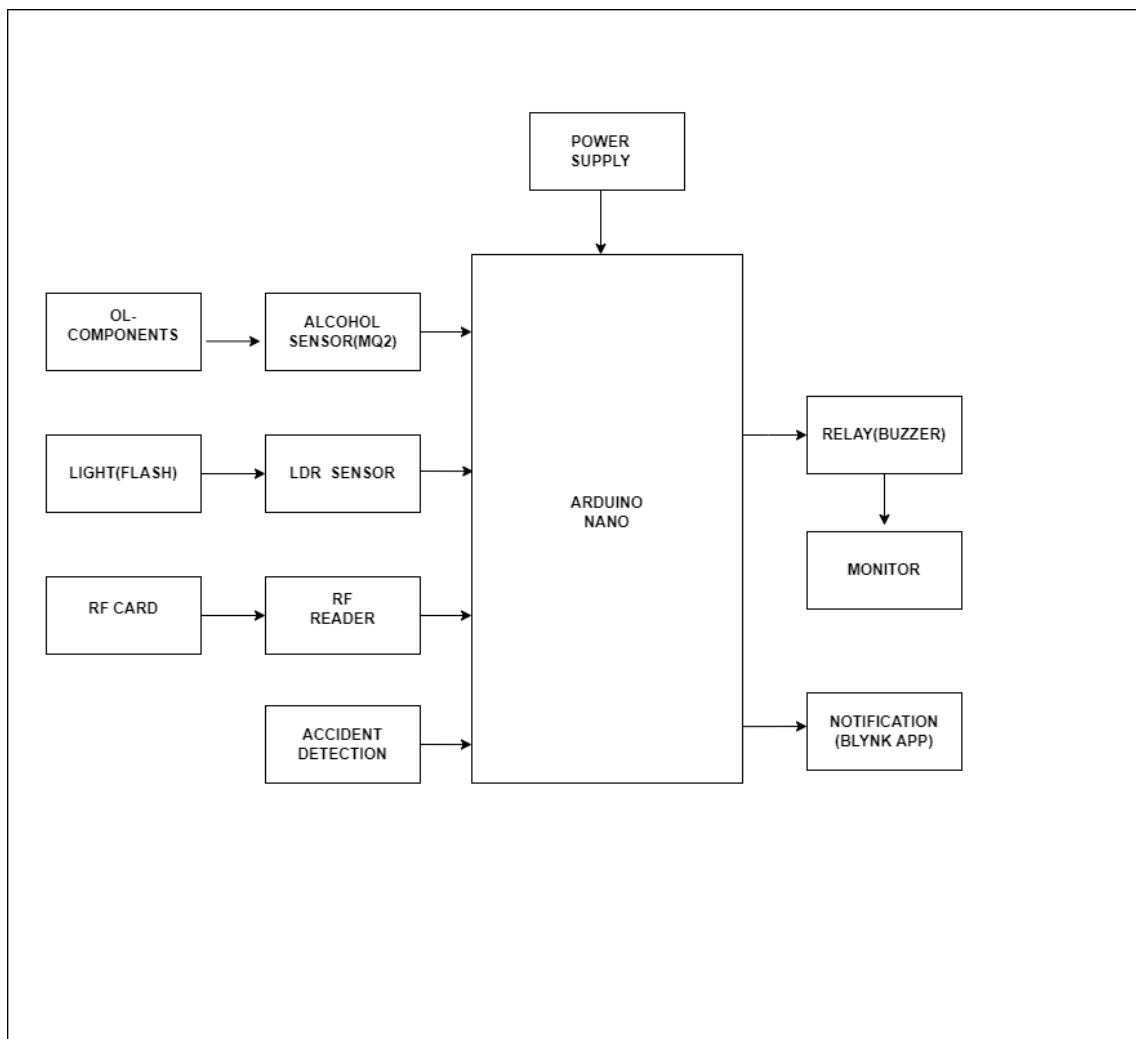 POWER
SUPPLY
OL-
COMPONENTS
ALCOHOL
SENSOR(MQ2)
LIGHT(FLASH)
LDR SENSOR
RF CARD
RF
READER
ACCIDENT
DETECTION
ARDUINO
NANO
RELAY(BUZZER)
MONITOR
NOTIFICATION
(BLYNK APP)